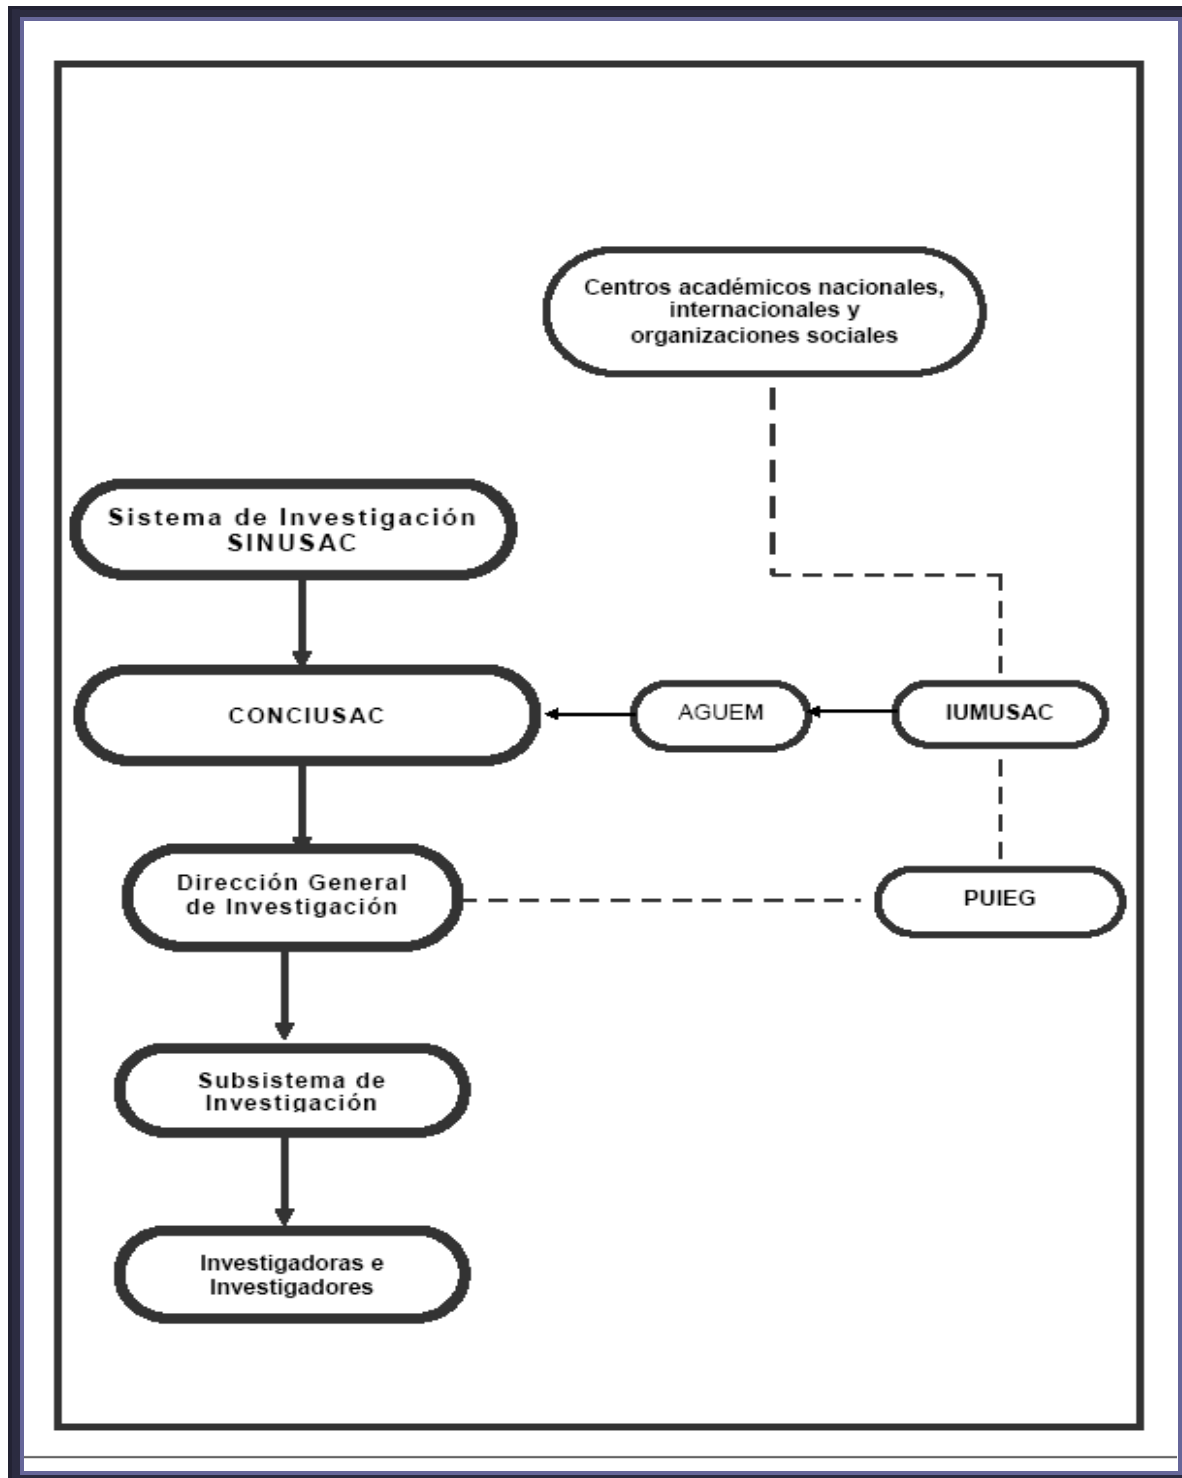 Centros académicos nacionales,
internacionales y
organizaciones sociales
Sistema de Investigación
SINUSAC
CONCIUSAC
AGUEM
IUMUSAC
Dirección General
de Investigación
PUIEG
Subsistema de
Investigación
Investigadoras e
Investigadores